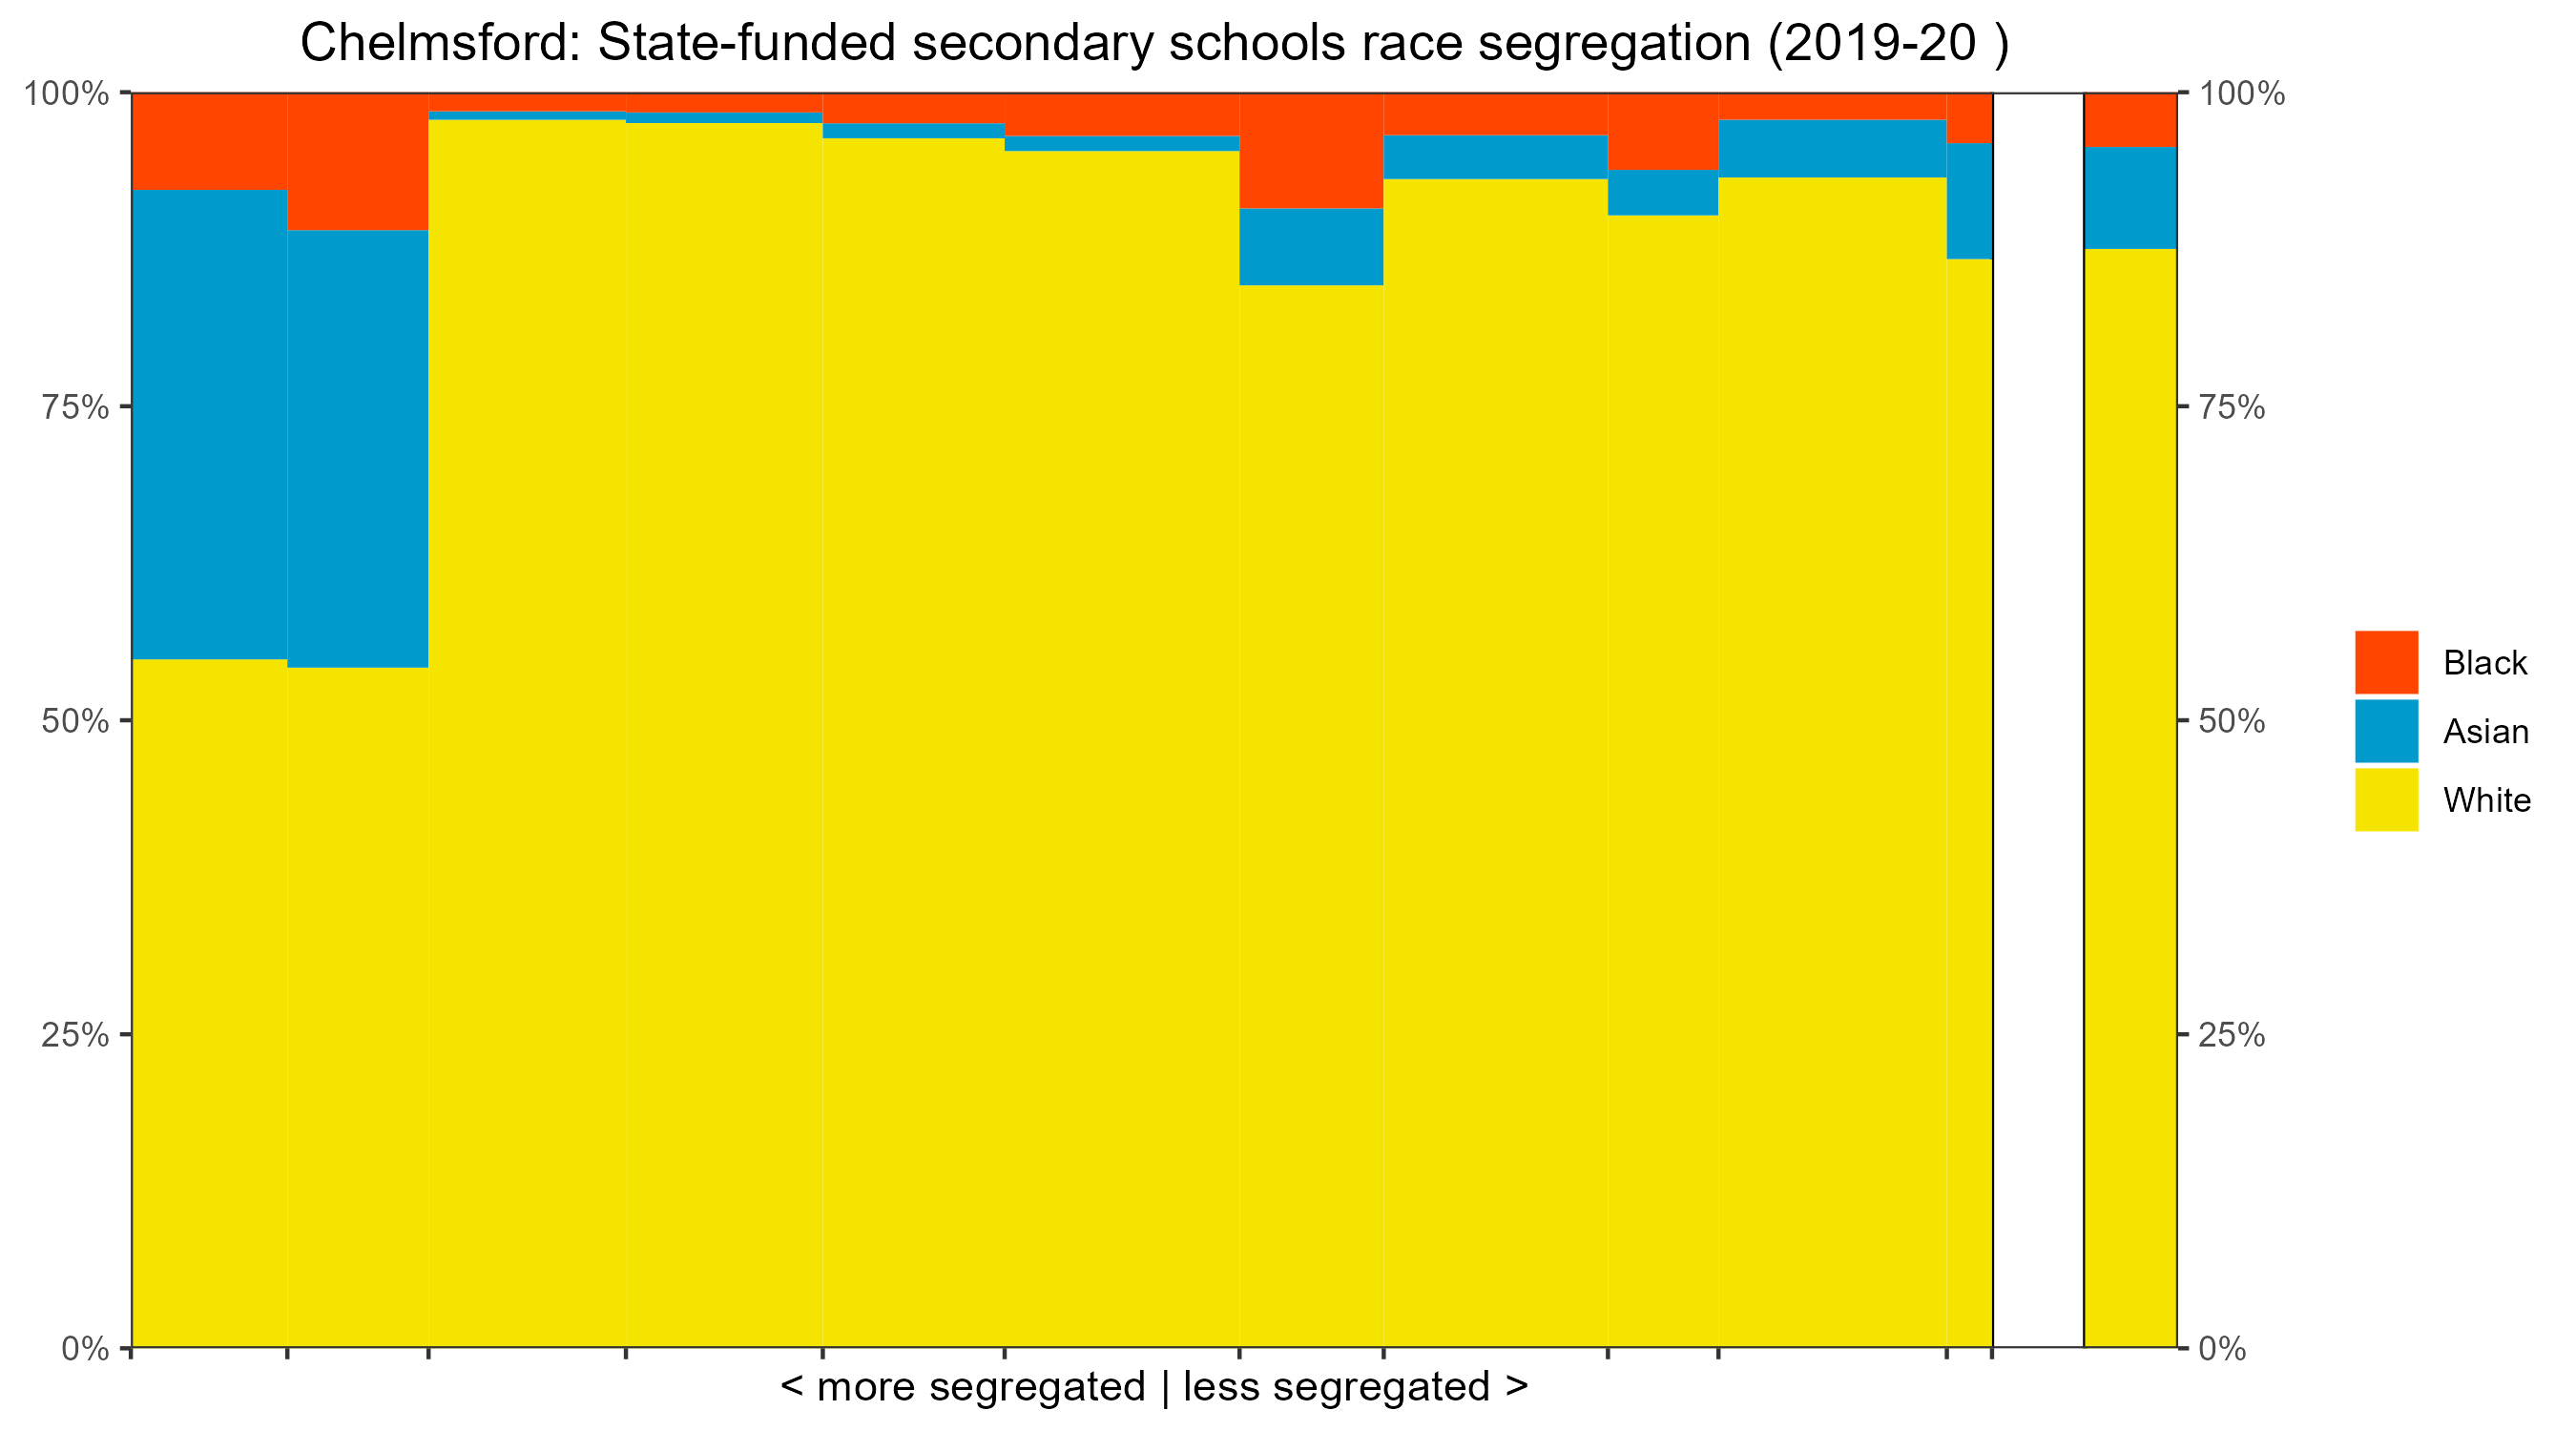 Chelmsford: State-funded secondary schools race segregation (2019-20 )
100%
75%
50%
25%
0%
100%
75%
50%
25%
0%
< more segregated | less segregated >
Black
Asian
White